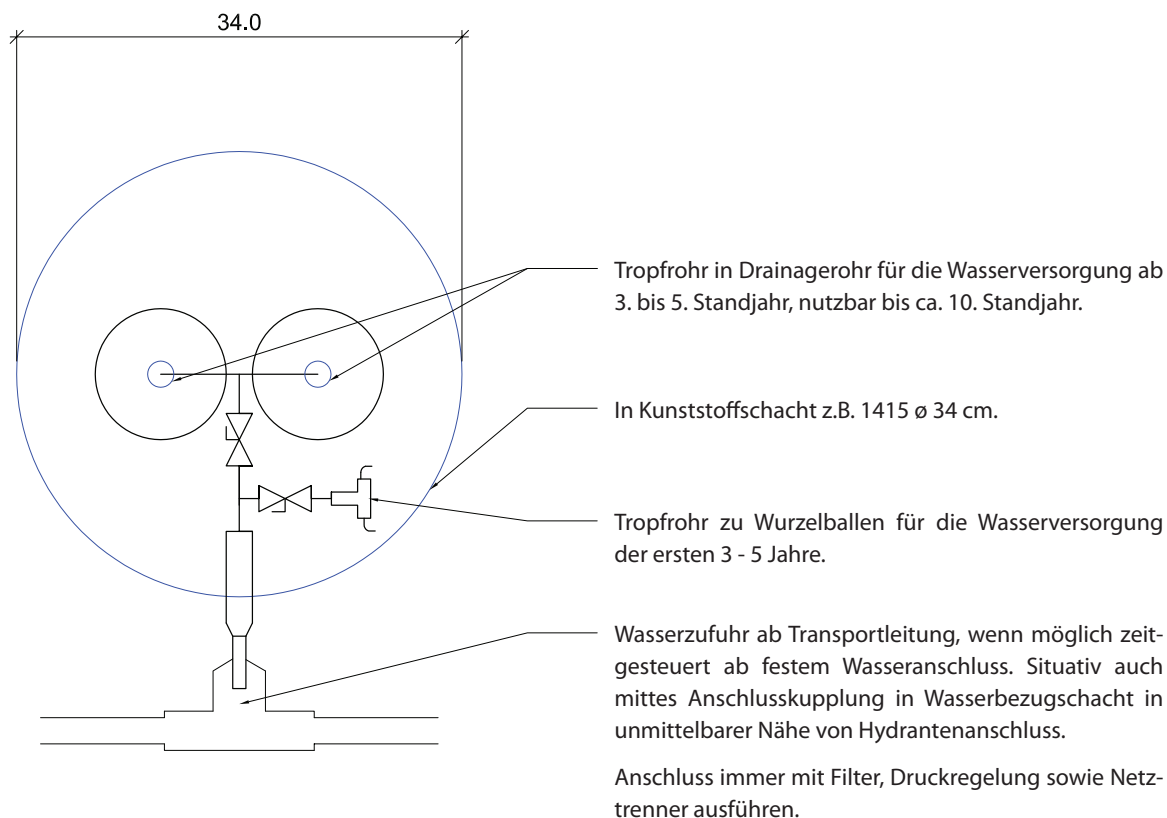 34.0
Tropfrohr in Drainagerohr für die Wasserversorgung ab
3. bis 5. Standjahr, nutzbar bis ca. 10. Standjahr.
In Kunststoffschacht z.B. 1415 ø 34 cm.
Tropfrohr zu Wurzelballen für die Wasserversorgung
der ersten 3 - 5 Jahre.
Wasserzufuhr ab Transportleitung, wenn möglich zeit-
gesteuert ab festem Wasseranschluss. Situativ auch
mittes Anschlusskupplung in Wasserbezugschacht in
unmittelbarer Nähe von Hydrantenanschluss.
Anschluss immer mit Filter, Druckregelung sowie Netz-
trenner ausführen.